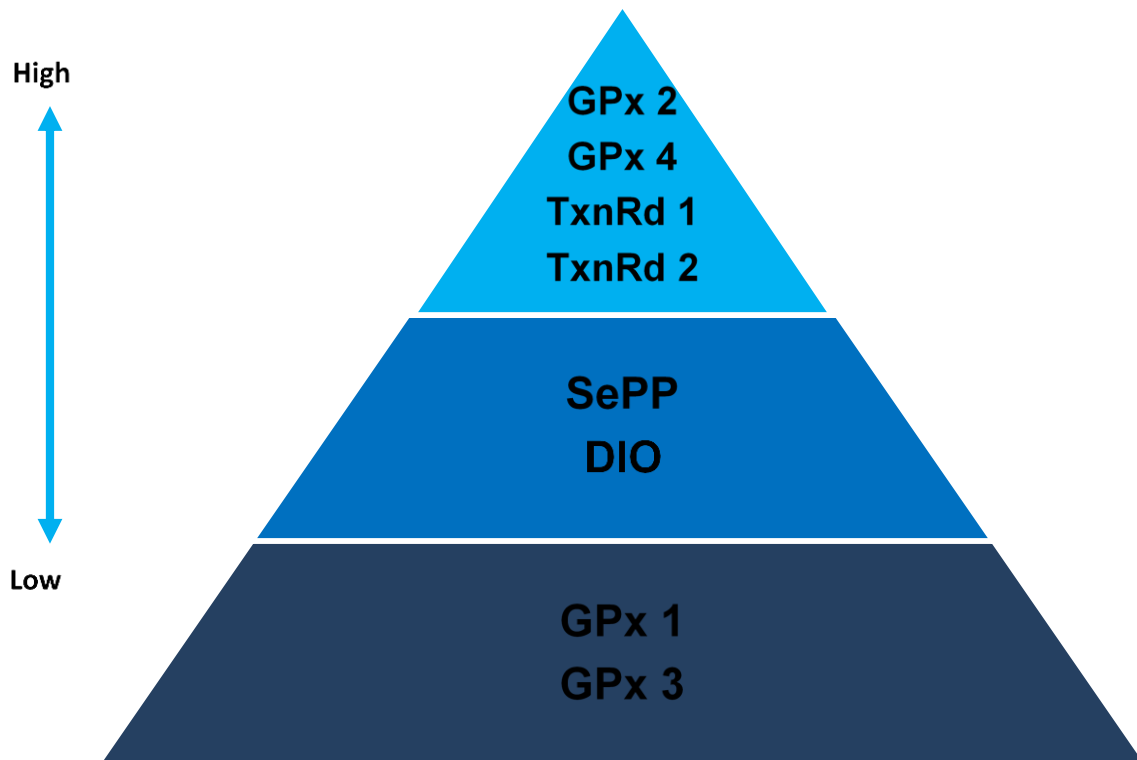 High
GPx 2
GPx 4
TxnRd 1
TxnRd 2
SePP
DIO
Low
GPx 1
GPx 3